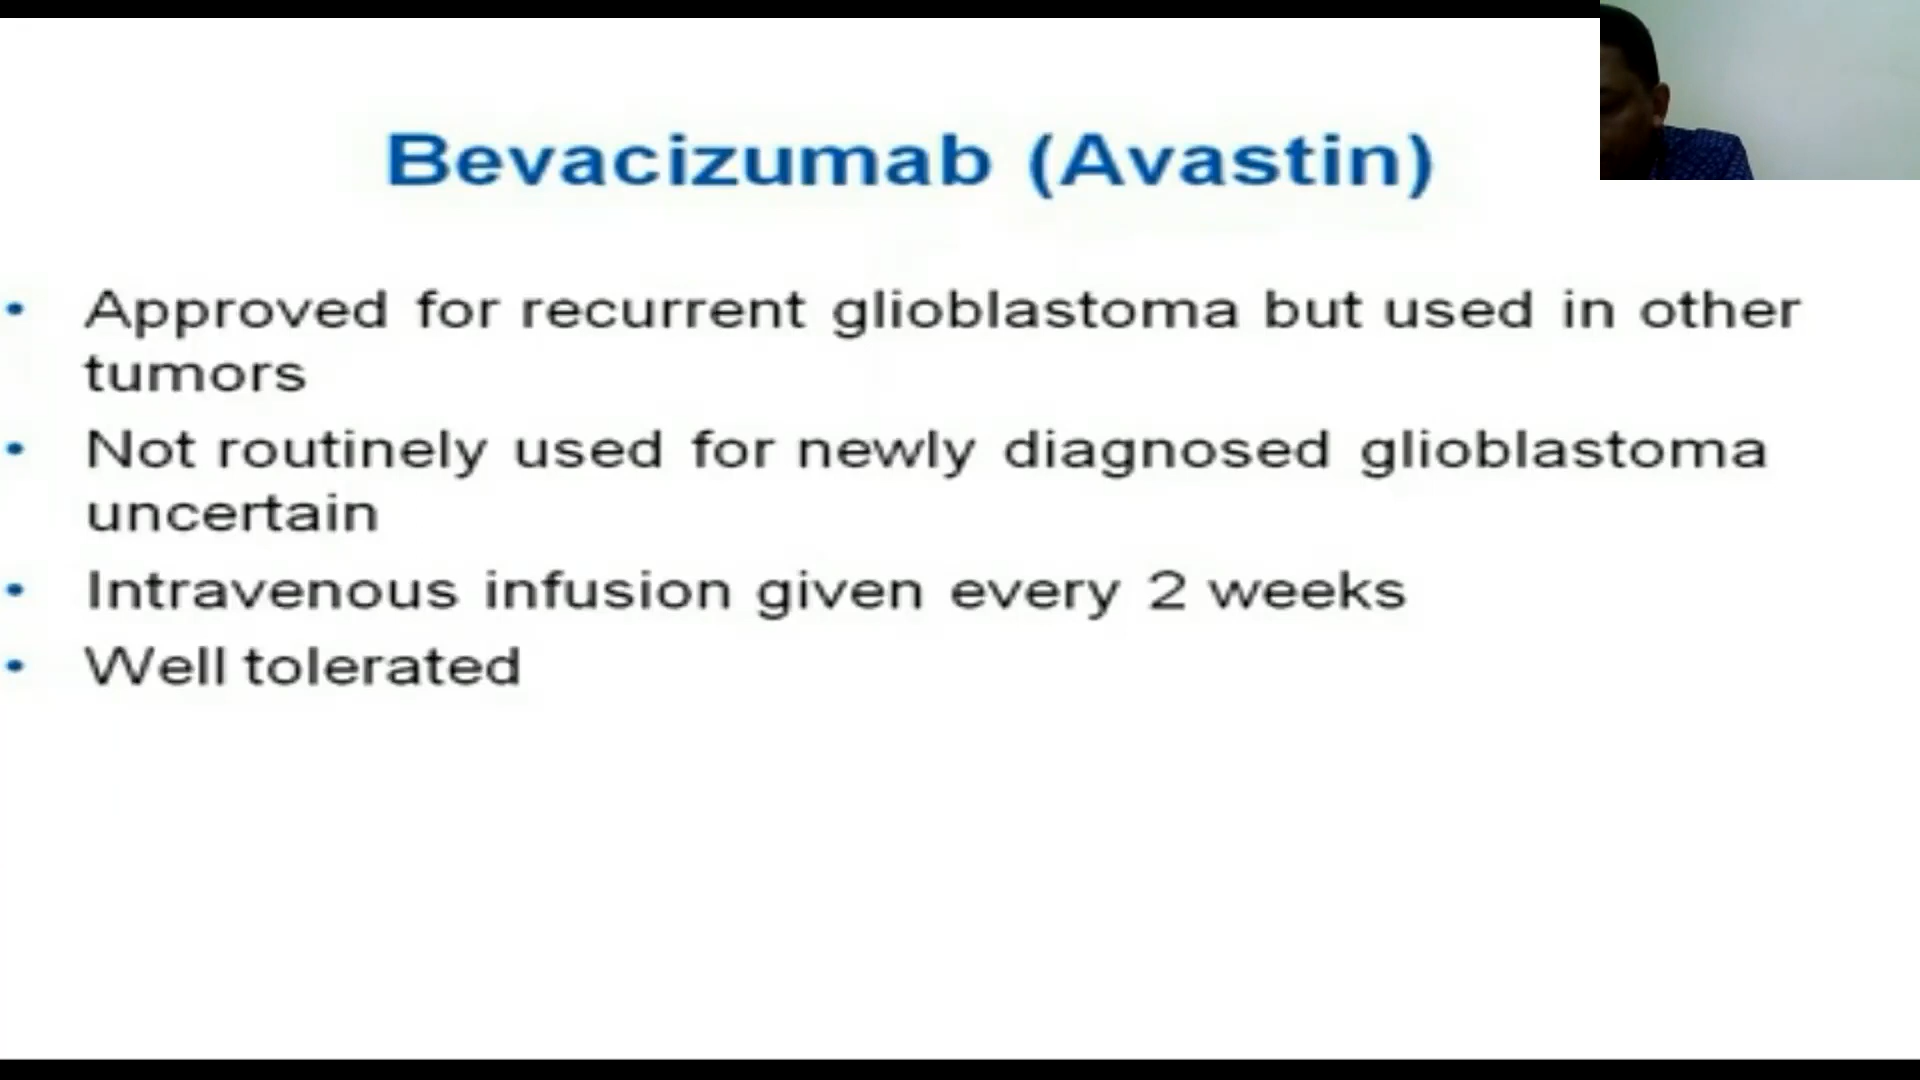 Bevacizumab (Avastin)
• Approved for recurrent glioblastoma but used in other
tumors
• Not routinely used for newly diagnosed glioblastoma
uncertain
• Intravenous infusion given every 2 weeks
• Well tolerated